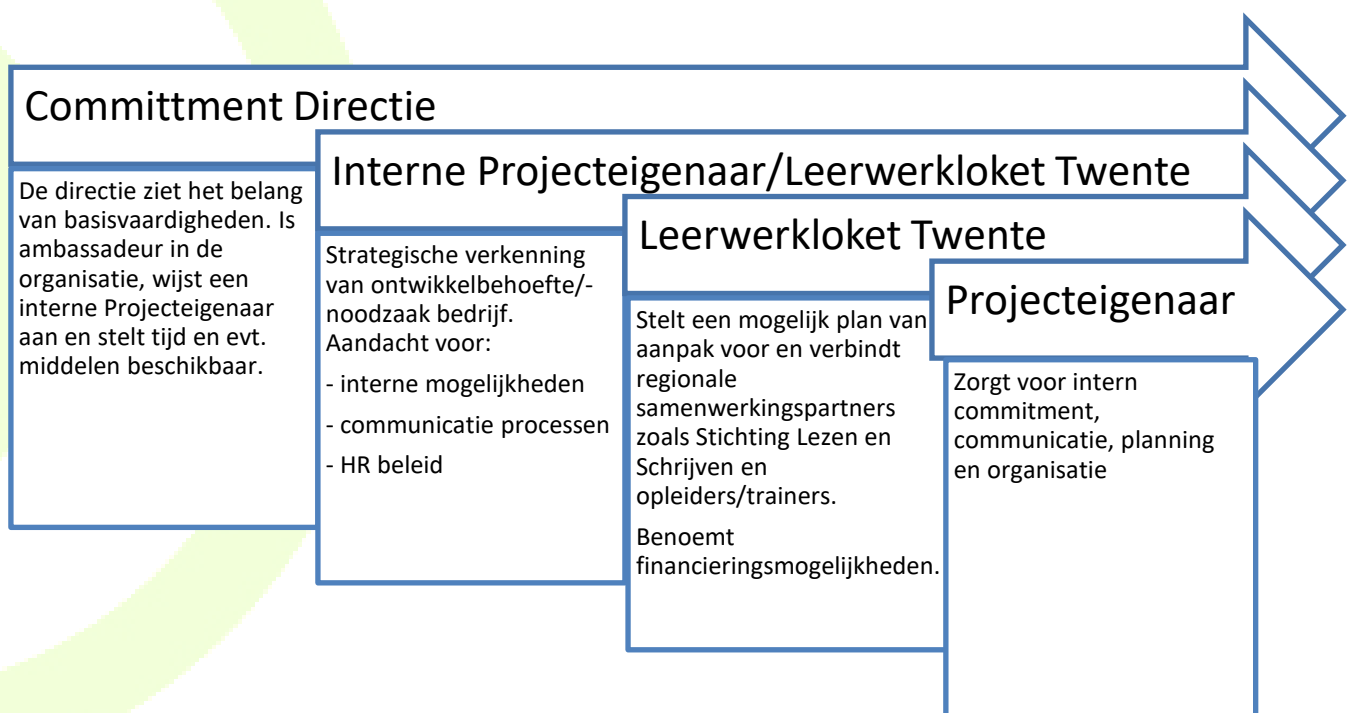 Committment Directie
De directie ziet het belang
van basisvaardigheden. Is
ambassadeur in de
organisatie, wijst een
interne Projecteigenaar
aan en stelt tijd en evt.
middelen beschikbaar.
Interne Projecteigenaar/Leerwerkloket Twente
Strategische verkenning
van ontwikkelbehoefte/-
noodzaak bedrijf.
Aandacht voor:
- interne mogelijkheden
- communicatie processen
- HR beleid
Leerwerkloket Twente
Stelt een mogelijk plan van
aanpak voor en verbindt
regionale
samenwerkingspartners
zoals Stichting Lezen en
Schrijven en
opleiders/trainers.
Benoemt
financieringsmogelijkheden.
Projecteigenaar
Zorgt voor intern
commitment,
communicatie, planning
en organisatie